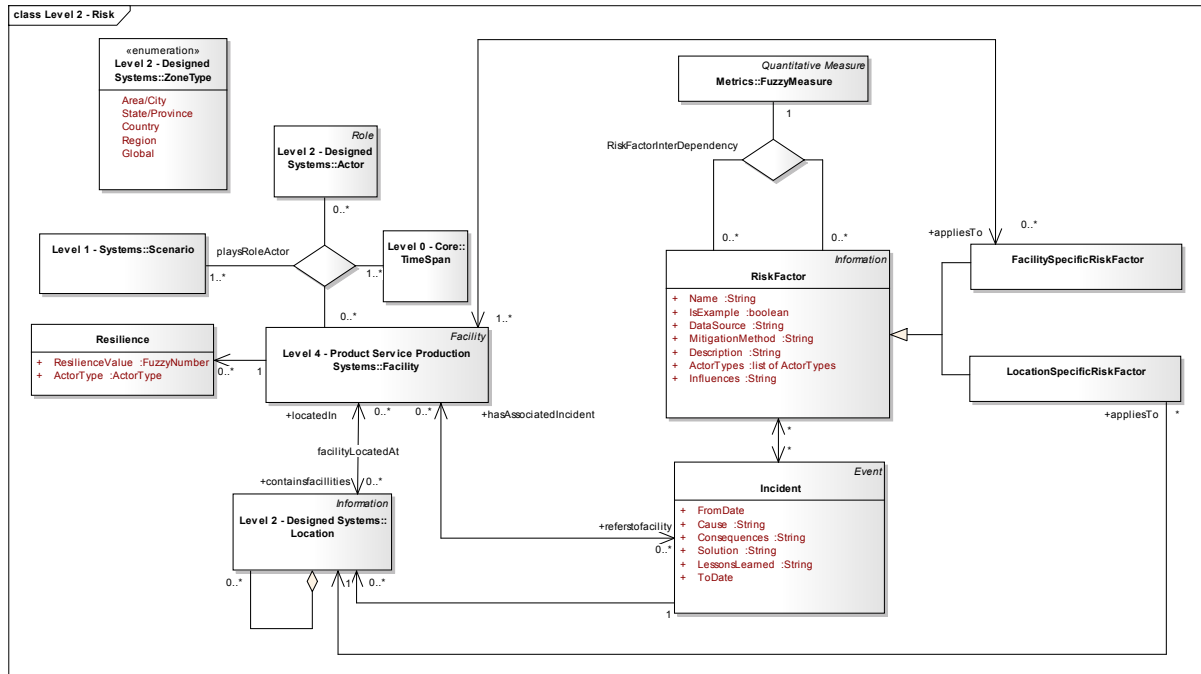 class Level 2 - Risk
«enumeration»
Level 2 - Designed
Systems::ZoneType
Area/City
State/Province
Country
Region
Global
Role
Level 2 - Designed
Systems::Actor
0..*
Quantitative Measure
Metrics::FuzzyMeasure
1
RiskFactorInterDependency
0..*
0..*
Level 1 - Systems::Scenario
1..*
playsRoleActor
Level 0 - Core::
TimeSpan
1..*
0..*
0..*
+appliesTo
FacilitySpecificRiskFactor
Information
RiskFactor
+ Name :String
+ IsExample :boolean
+ DataSource :String
+ MitigationMethod :String
+ Description :String
+ ActorTypes :list of ActorTypes
+ Influences :String
1..*
Resilience
+ ResilienceValue :FuzzyNumber
+ ActorType :ActorType
0..*
1
Facility
Level 4 - Product Service Production
Systems::Facility
LocationSpecificRiskFactor
+appliesTo
*
+locatedIn
0..*
0..*
+hasAssociatedIncident
facilityLocatedAt
+containsfacillities
0..*
*
*
Information
Level 2 - Designed Systems::
Location
0..*
1
0..*
Event
Incident
+ FromDate
+ Cause :String
+ Consequences :String
+ Solution :String
+ LessonsLearned :String
+ ToDate
+referstofacility
0..*
1